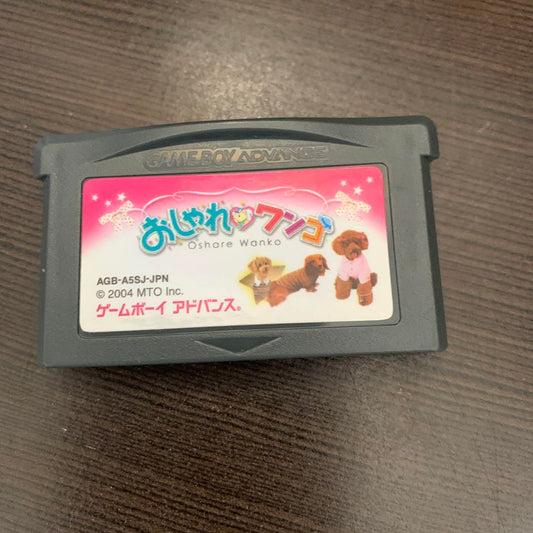 GAME BOY ADVANCE
おしゃれワンコ
Oshare Wanko
AGB-A5SJ-JPN
© 2004 MTO Inc.
ゲームボーイ アドバンス®